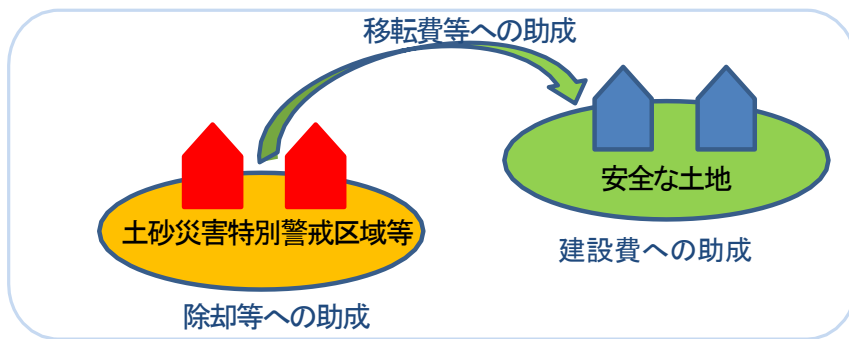 移転費等への助成
安全な土地
土砂災害特別警戒区域等
建設費への助成
除却等への助成